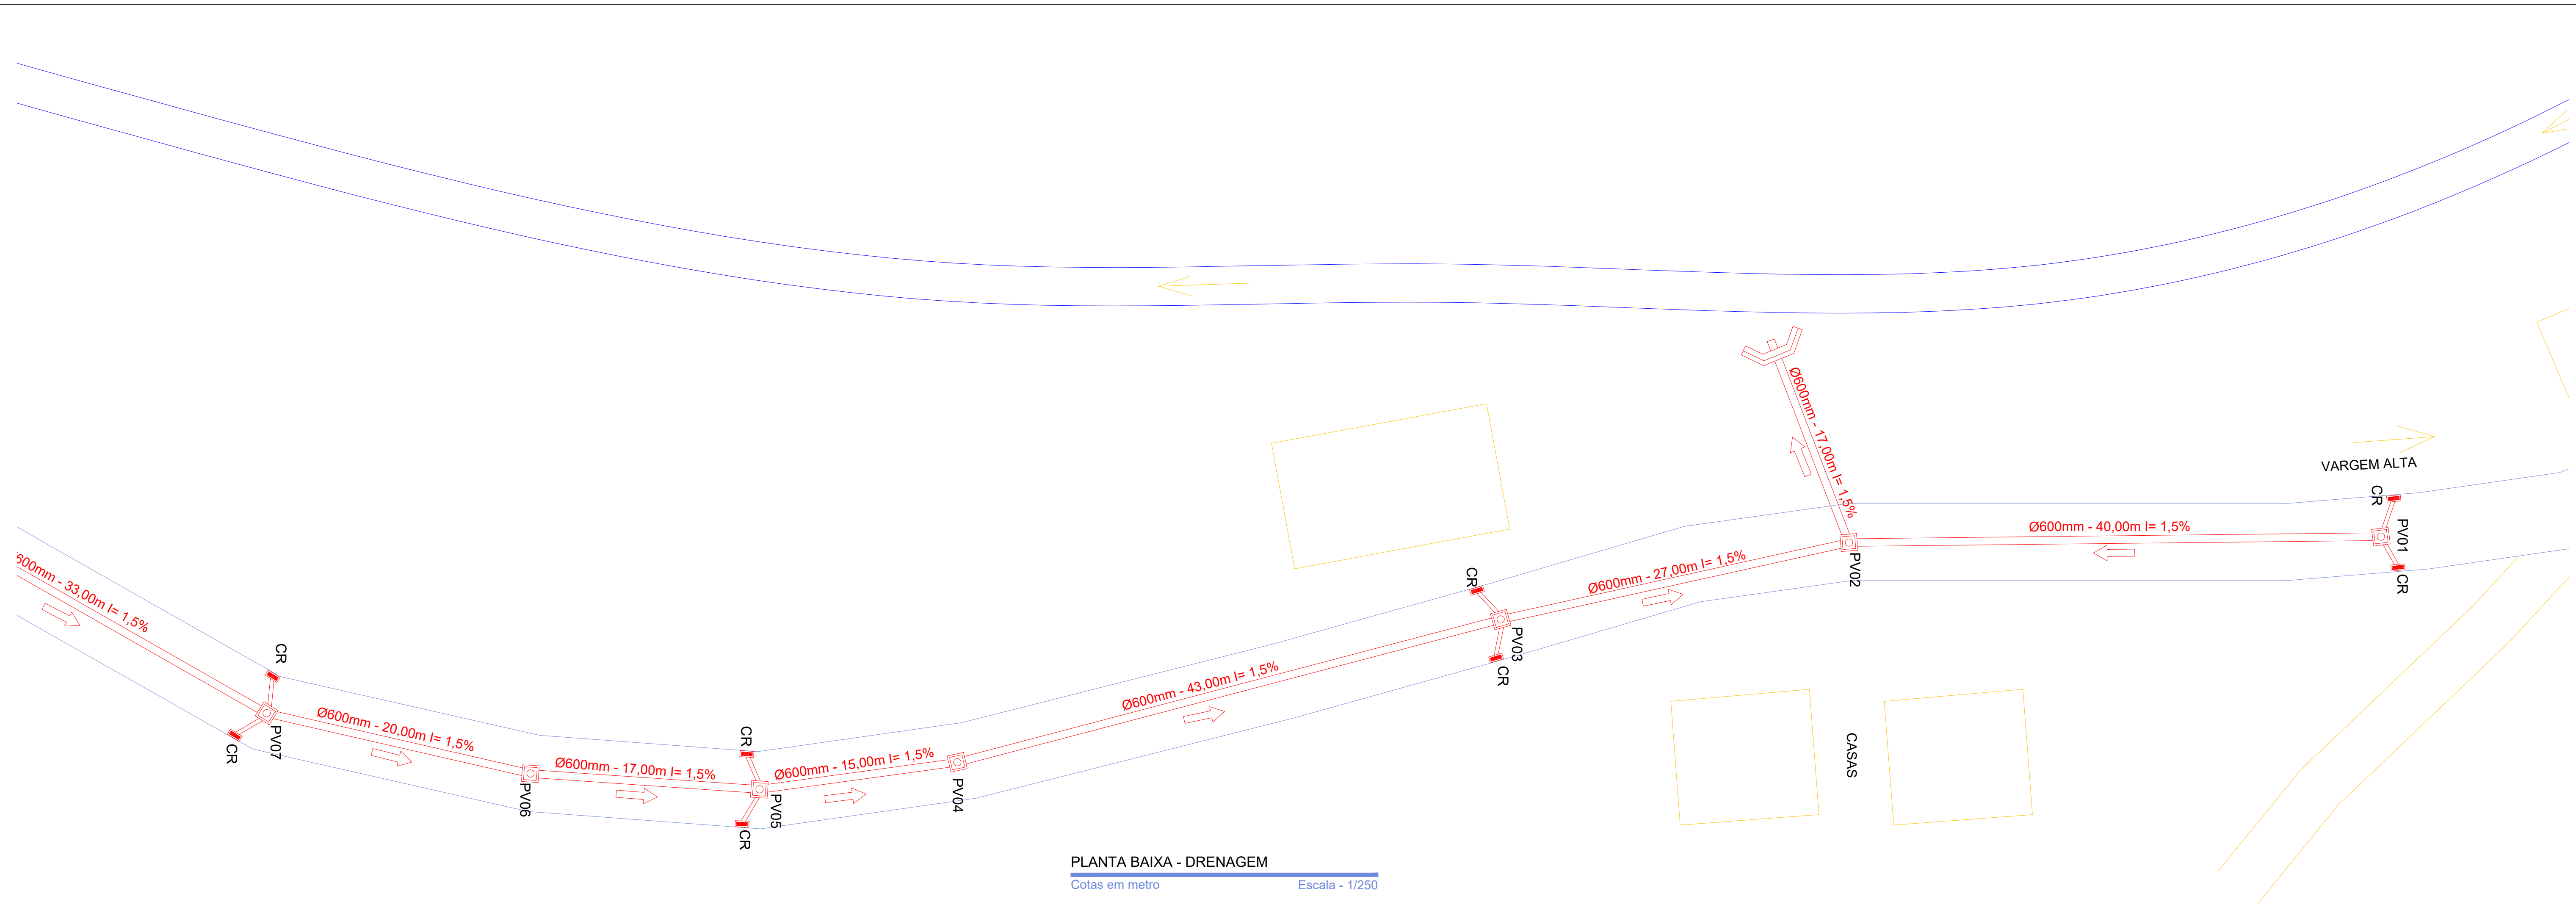 Ø600mm - 17,00m I= 1,5%
VARGEM ALTA
CR
PV01
CR
Ø600mm - 40,00m I= 1,5%
PV02
Ø600mm - 27,00m I= 1,5%
CR
PV03
CR
Ø600mm - 43,00m I= 1,5%
600mm - 33,00m I= 1,5%
CR
PV07
CR
Ø600mm - 20,00m I= 1,5%
PV06
Ø600mm - 17,00m I= 1,5%
CR
PV05
CR
Ø600mm - 15,00m I= 1,5%
PV04
CASAS
PLANTA BAIXA - DRENAGEM
Cotas em metro
Escala - 1/250